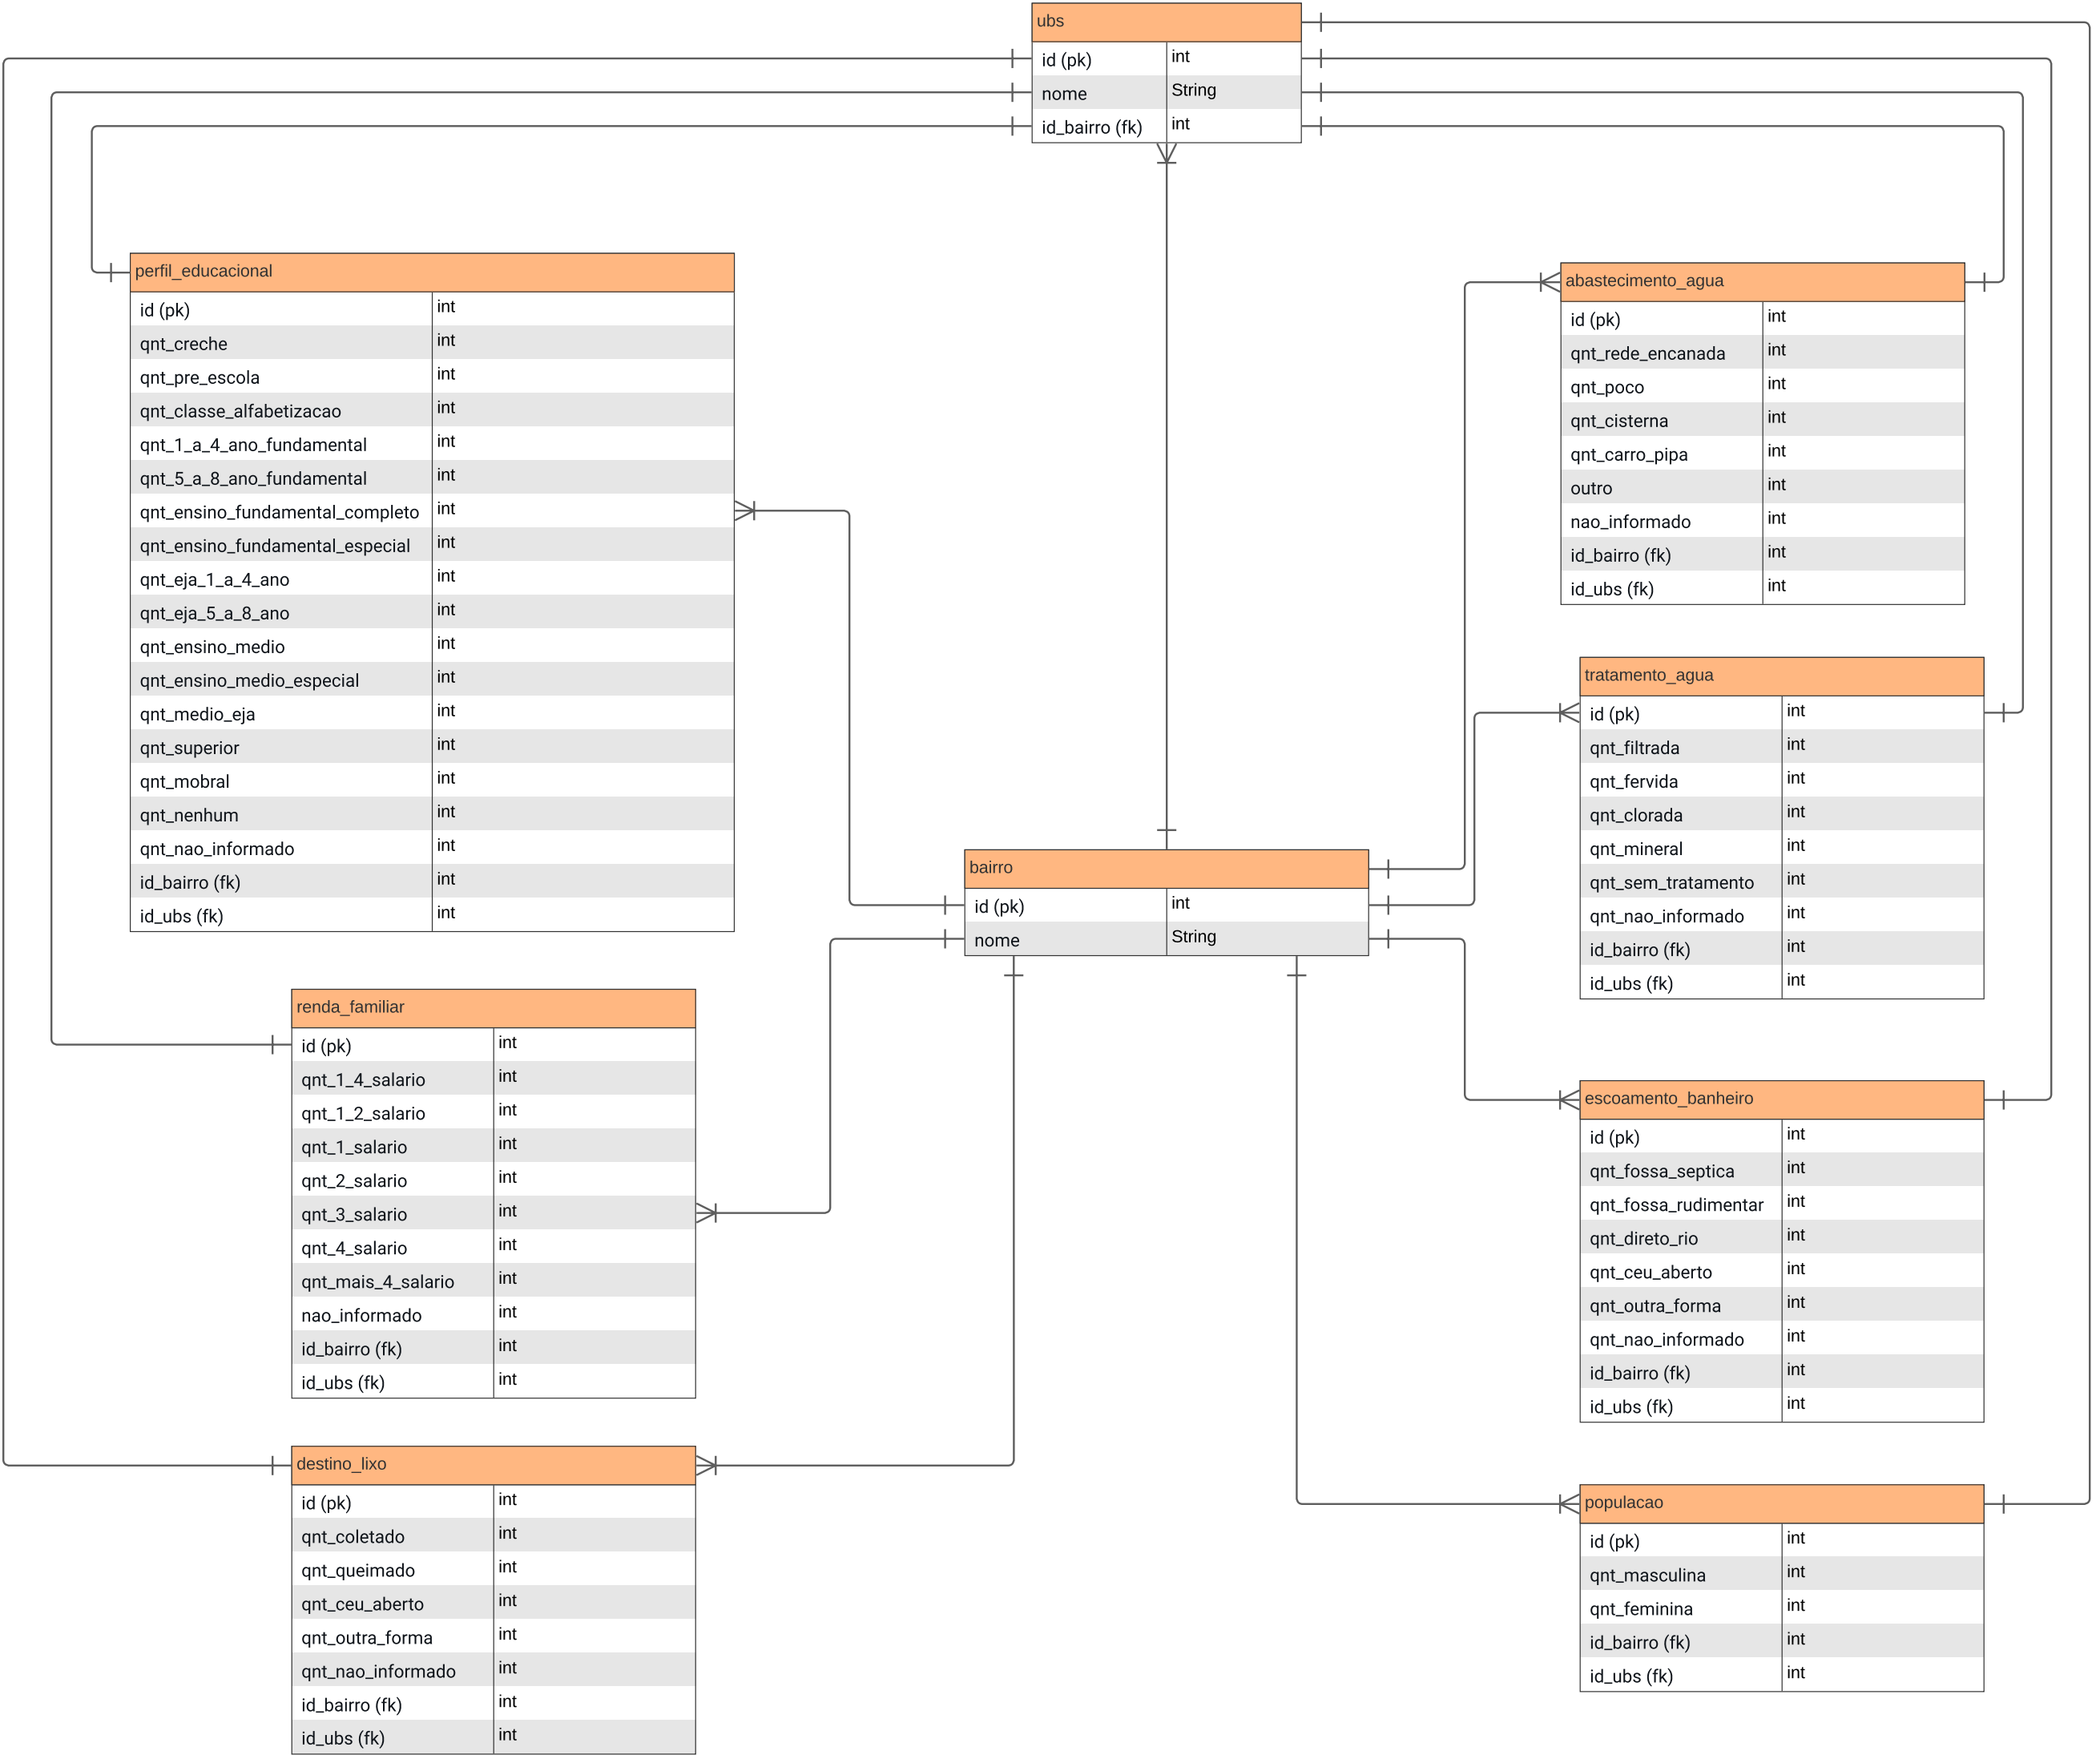 ubs
id (pk) int
nome String
id_bairro (fk) int
perfil_educacional
id (pk) int
qnt_creche int
qnt_pre_escola int
qnt_classe_alfabetizacao int
qnt_1_a_4_ano_fundamental int
qnt_5_a_8_ano_fundamental int
qnt_ensino_fundamental_completo int
qnt_ensino_fundamental_especial int
qnt_eja_1_a_4_ano int
qnt_eja_5_a_8_ano int
qnt_ensino_medio int
qnt_ensino_medio_especial int
qnt_medio_eja int
qnt_superior int
qnt_mobral int
qnt_nenhum int
qnt_nao_informado int
id_bairro (fk) int
id_ubs (fk) int
abastecimento_agua
id (pk) int
qnt_rede_encanada int
qnt_poco int
qnt_cisterna int
qnt_carro_pipa int
outro int
nao_informado int
id_bairro (fk) int
id_ubs (fk) int
tratamento_agua
id (pk) int
qnt_filtrada int
qnt_fervida int
qnt_clorada int
qnt_mineral int
qnt_sem_tratamento int
qnt_nao_informado int
id_bairro (fk) int
id_ubs (fk) int
bairro
id (pk) int
nome String
renda_familiar
id (pk) int
qnt_1_4_salario int
qnt_1_2_salario int
qnt_1_salario int
qnt_2_salario int
qnt_3_salario int
qnt_4_salario int
qnt_mais_4_salario int
nao_informado int
id_bairro (fk) int
id_ubs (fk) int
escoamento_banheiro
id (pk) int
qnt_fossa_septica int
qnt_fossa_rudimentar int
qnt_direto_rio int
qnt_ceu_aberto int
qnt_outra_forma int
qnt_nao_informado int
id_bairro (fk) int
id_ubs (fk) int
destino_lixo
id (pk) int
qnt_coletado int
qnt_queimado int
qnt_ceu_aberto int
qnt_outra_forma int
qnt_nao_informado int
id_bairro (fk) int
id_ubs (fk) int
populacao
id (pk) int
qnt_masculina int
qnt_feminina int
id_bairro (fk) int
id_ubs (fk) int